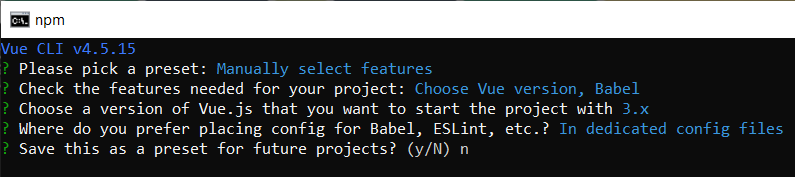 C:\.
npm
Vue CLI v4.5.15
? Please pick a preset: Manually select features
? Check the features needed for your project: Choose Vue version, Babel
? Choose a version of Vue.js that you want to start the project with 3.x
? Where do you prefer placing config for Babel, ESLint, etc.? In dedicated config files
? Save this as a preset for future projects? (y/N) n